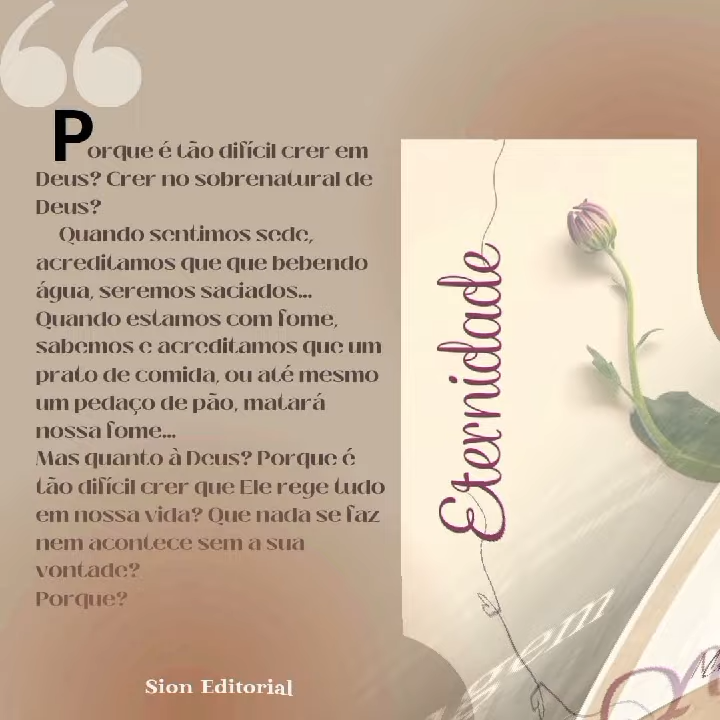 Porque é tão difícil crer em
Deus? Crer no sobrenatural de
Deus?
Quando sentimos sede,
acreditamos que que bebendo
água, seremos saciados...
Quando estamos com fome,
sabemos e acreditamos que um
prato de comida, ou até mesmo
um pedaço de pão, matará
nossa fome...
Mas quanto à Deus? Porque é
tão difícil crer que Ele rege tudo
em nossa vida? Que nada se faz
nem acontece sem a sua
vontade?
Porque?
Sion Editorial
Eternidade